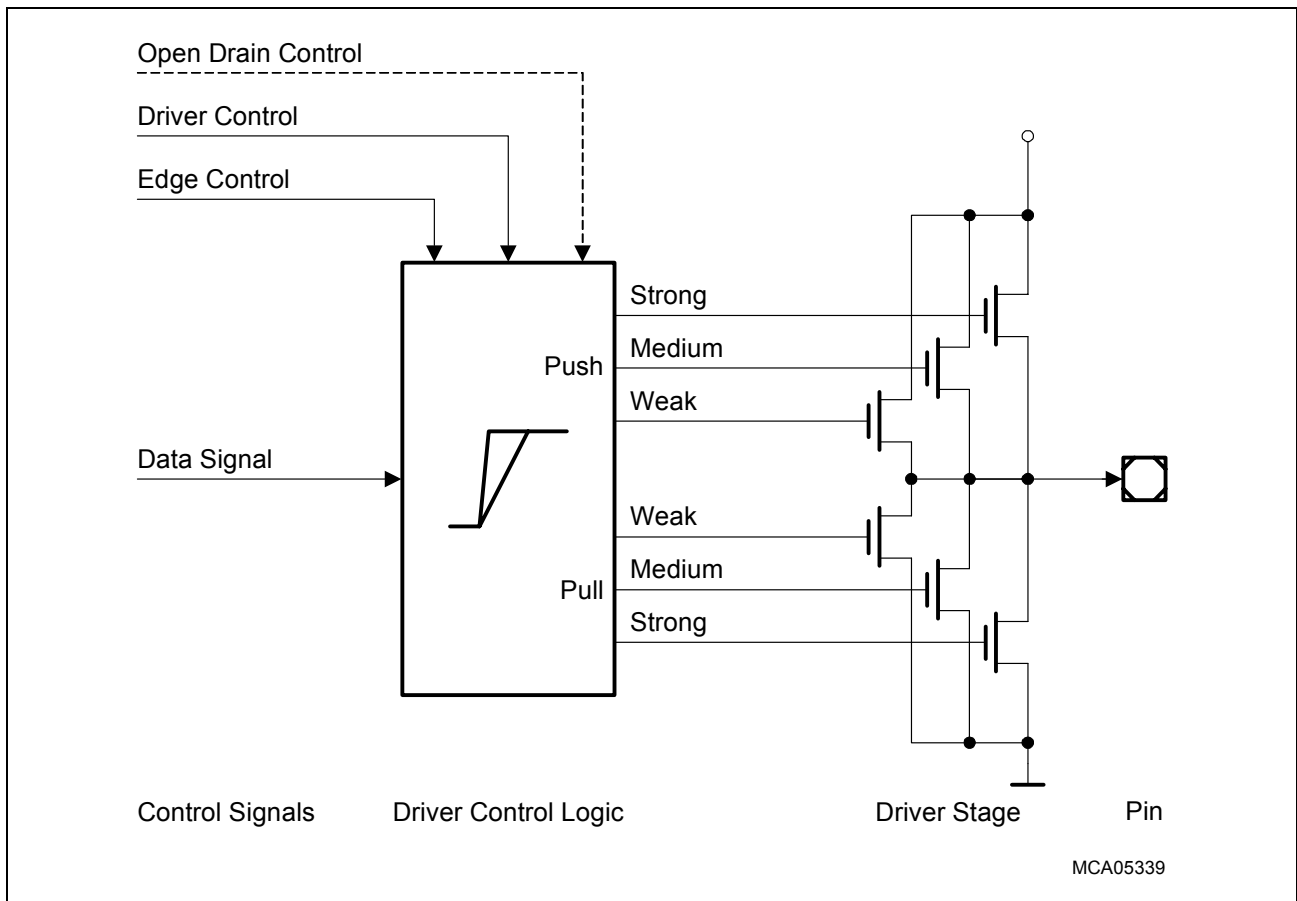 Open Drain Control
Driver Control
Edge Control
Strong
Medium
Push
Weak
Data Signal
Weak
Medium
Pull
Strong
Control Signals
Driver Control Logic
Driver Stage
Pin
MCA05339